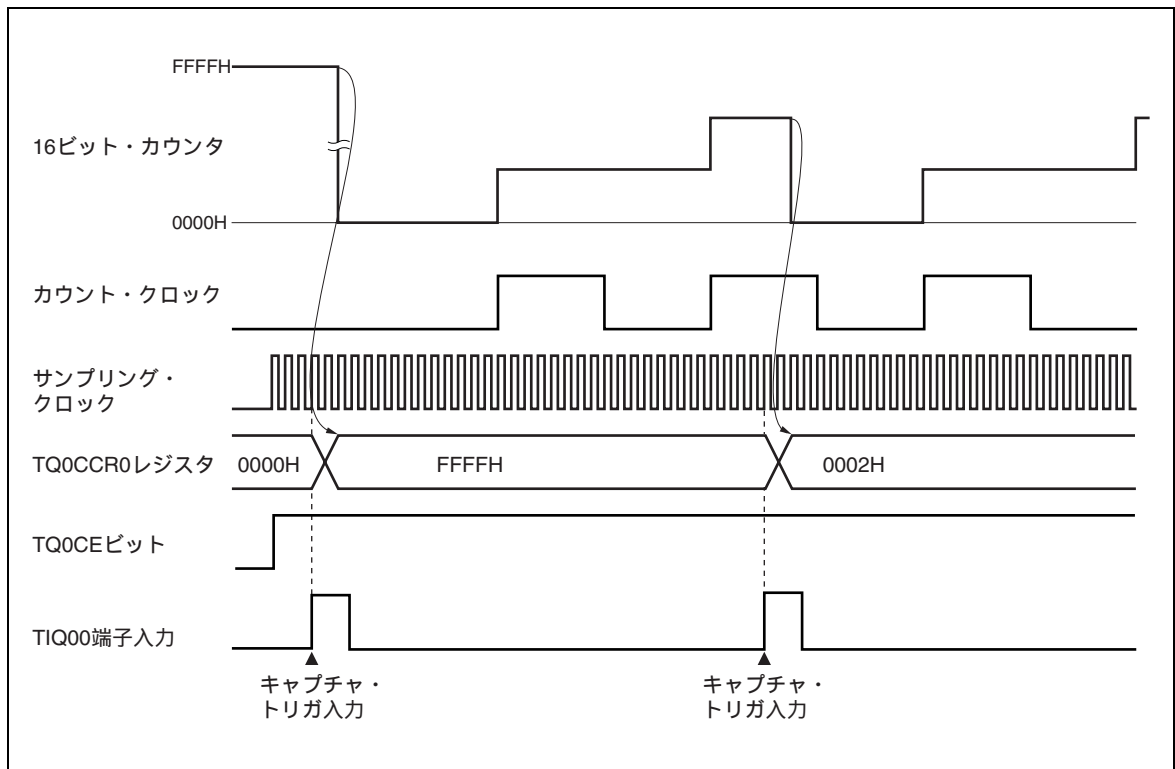 FFFFH
16ビット・カウンタ
0000H
カウント・クロック
サンプリング・
クロック
TQ0CCR0レジスタ 0000H FFFFH 0002H
TQ0CEビット
TIQ00端子入力
キャプチャ・
トリガ入力
キャプチャ・
トリガ入力